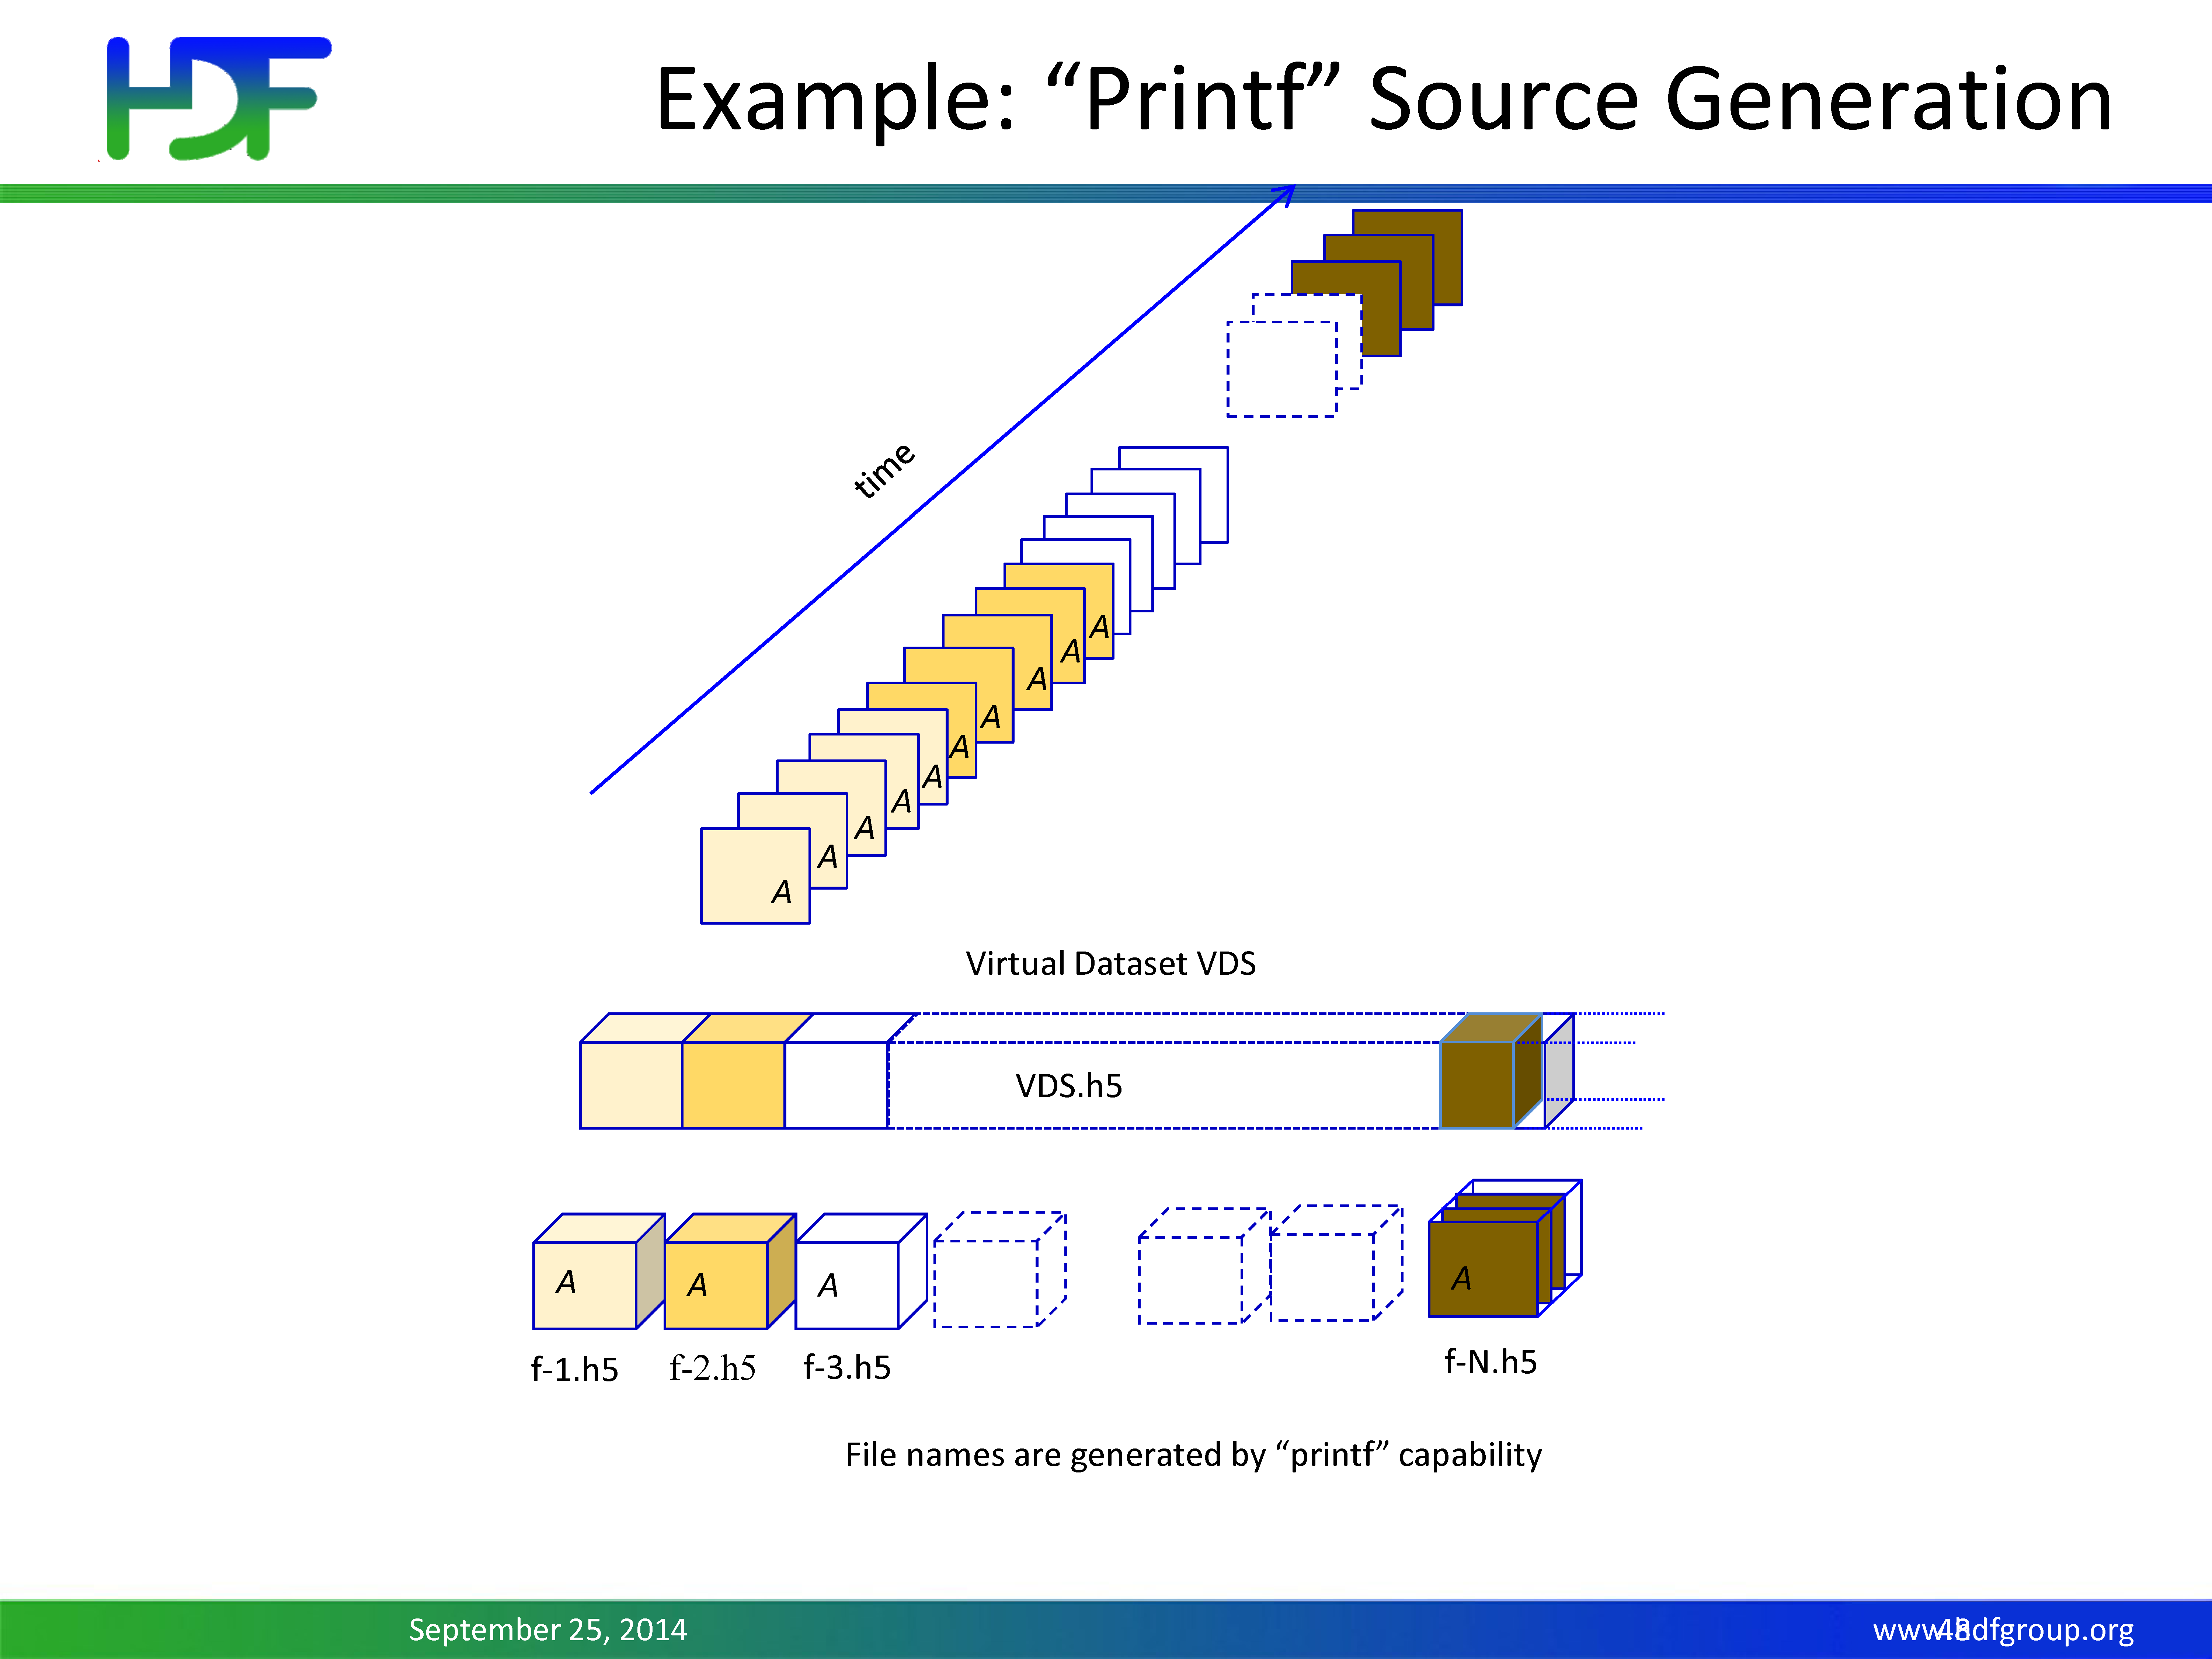 HDF
Example: “Printf” Source Generation
time
A
A
A
A
A
A
A
A
A
A
Virtual Dataset VDS
VDS.h5
A
A
A
A
f-1.h5
f-2.h5
f-3.h5
f-N.h5
File names are generated by “printf” capability
September 25, 2014
www.hdfgroup.org
48